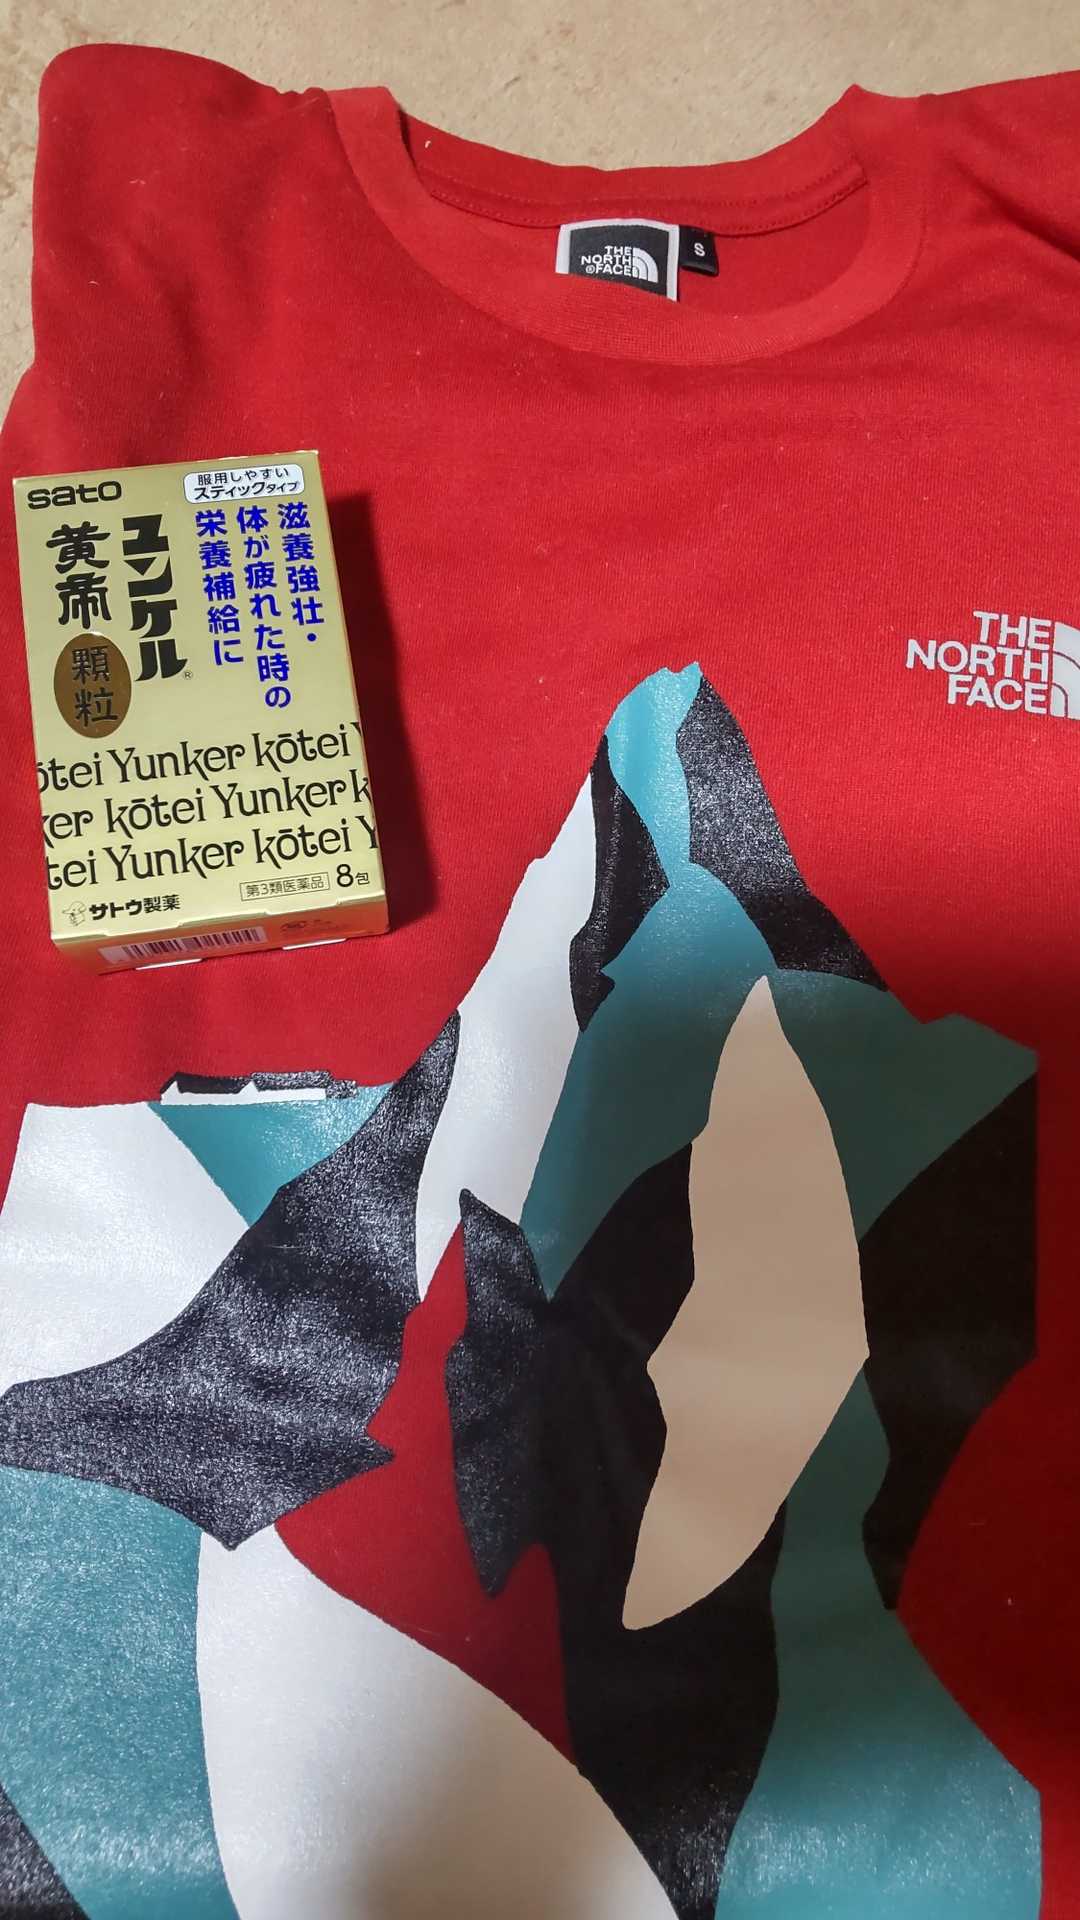 THE
NORTH
FACE
S
sato
服用しやすい
スティックタイプ
滋養強壮・
体が疲れた時の
栄養補給に
ユンケル®
黄帝
顆粒
ōtei Yunker kōtei Y
ker kōtei Yunker k
tei Yunker kōtei Y
第3類医薬品 8包
サトウ製薬
THE
NORTH
FACE